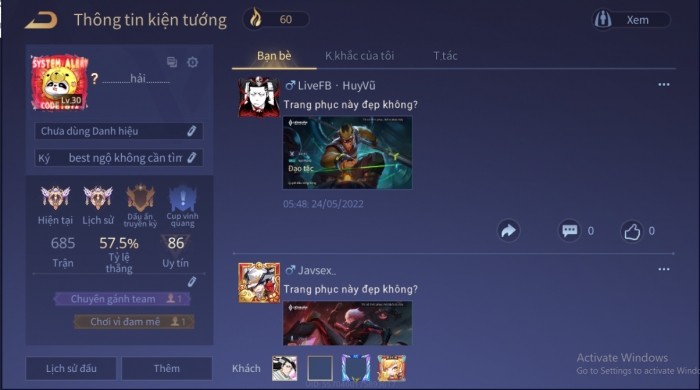 Thông tin kiện tướng
60
Xem
Bạn bè
K.khắc của tôi
T.tác
SYSTEM ALER
Lv.30
CODE
? ............hải..........
Chưa dùng Danh hiệu
Ký best ngộ không cần tìm
Hiện tại
Lịch sử
Dấu ấn truyền kỳ
Cup vinh quang
685
57.5%
86
Trận
Tỷ lệ thắng
Uy tín
Chuyên gánh team 1
Chơi vì đam mê 1
Lịch sử đấu
Thêm
LiveFB · HuyVũ
Trang phục này đẹp không?
Đạo tặc
05:48: 24/05/2022
0
0
Javsex..
Trang phục này đẹp không?
Khách
Activate Windows
Go to Settings to activate Win